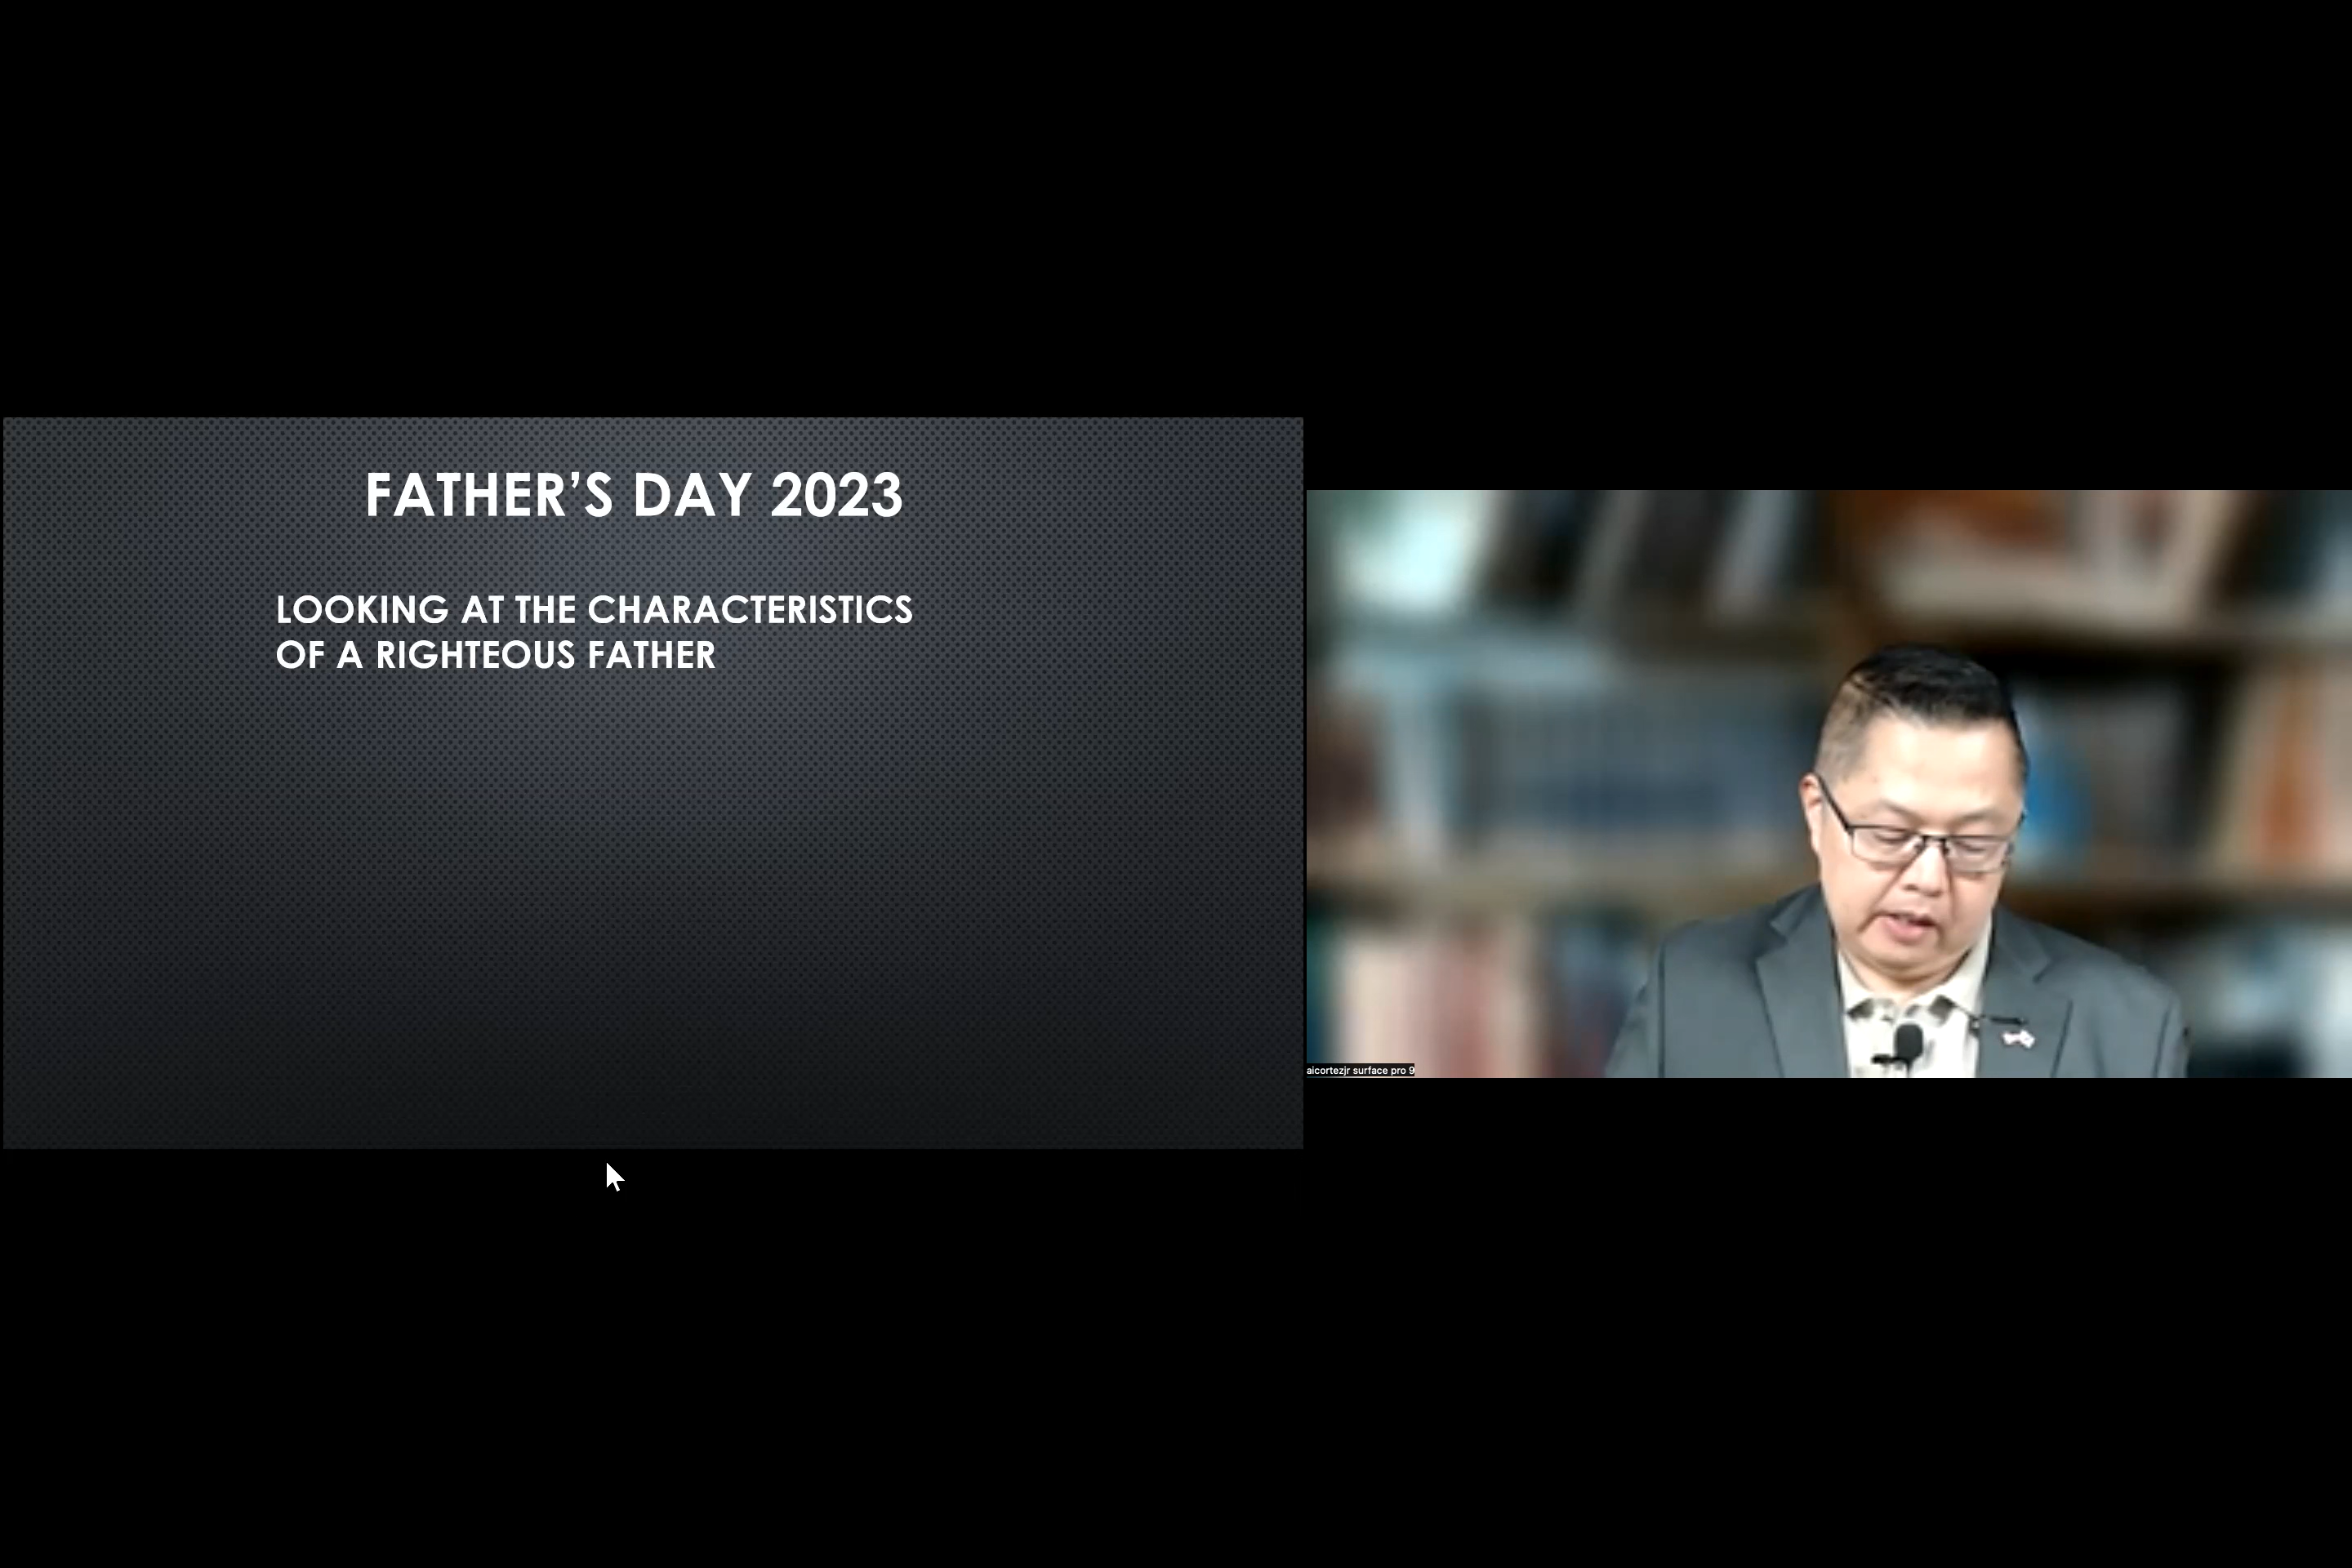 FATHER’S DAY 2023
LOOKING AT THE CHARACTERISTICS
OF A RIGHTEOUS FATHER
aicortezjr surface pro 9